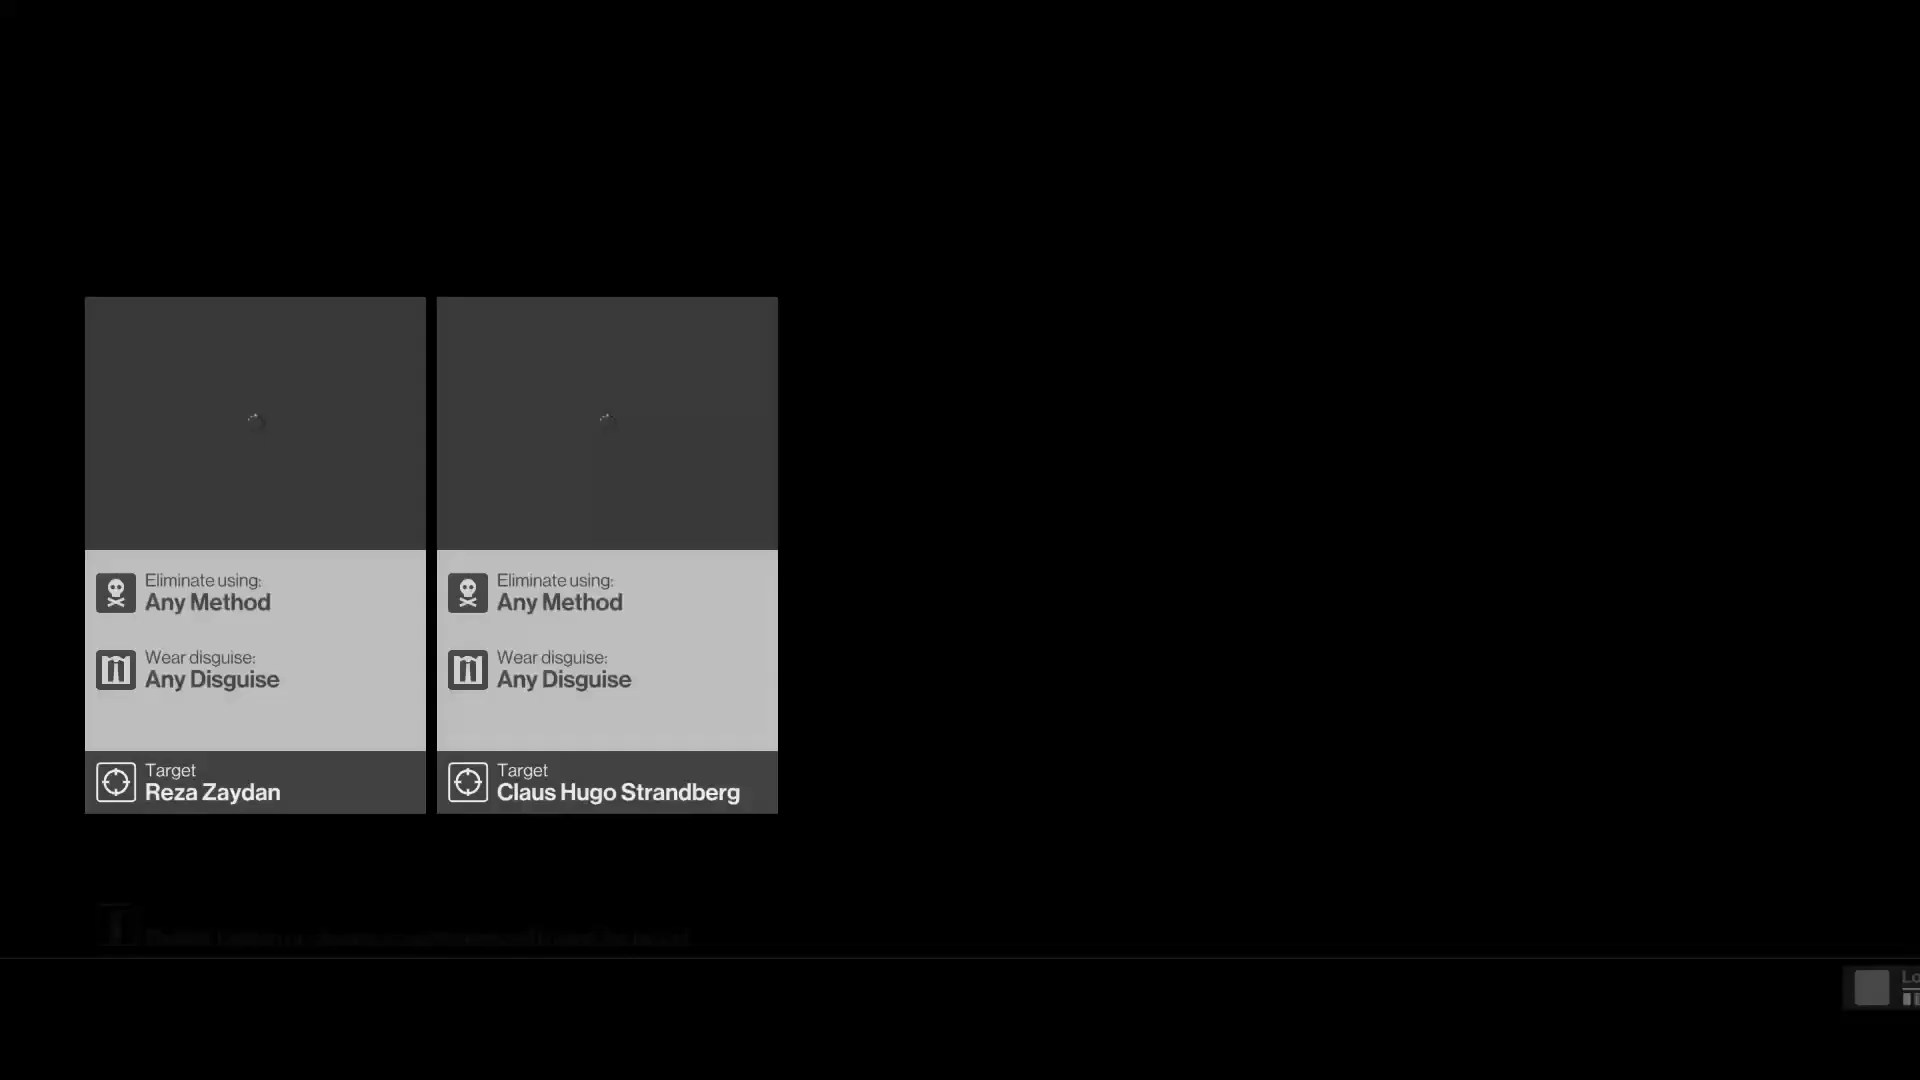 Eliminate using:
Any Method
Wear disguise:
Any Disguise
Target
Reza Zaydan
Eliminate using:
Any Method
Wear disguise:
Any Disguise
Target
Claus Hugo Strandberg